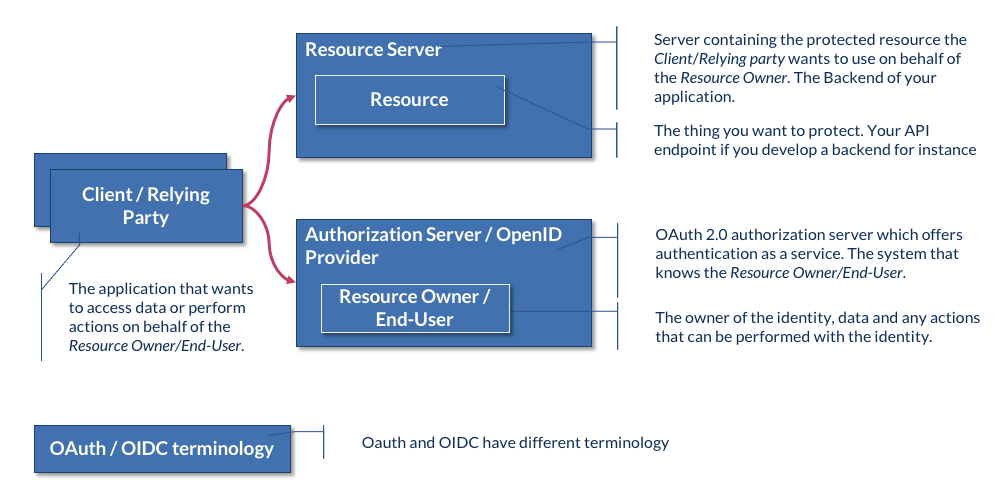 Resource Server
Resource
Server containing the protected resource the
Client/Relying party wants to use on behalf of
the Resource Owner. The Backend of your
application.
The thing you want to protect. Your API
endpoint if you develop a backend for instance
Client / Relying
Party
The application that wants
to access data or perform
actions on behalf of the
Resource Owner/End-User.
Authorization Server / OpenID
Provider
Resource Owner /
End-User
OAuth 2.0 authorization server which offers
authentication as a service. The system that
knows the Resource Owner/End-User.
The owner of the identity, data and any actions
that can be performed with the identity.
OAuth / OIDC terminology
Oauth and OIDC have different terminology